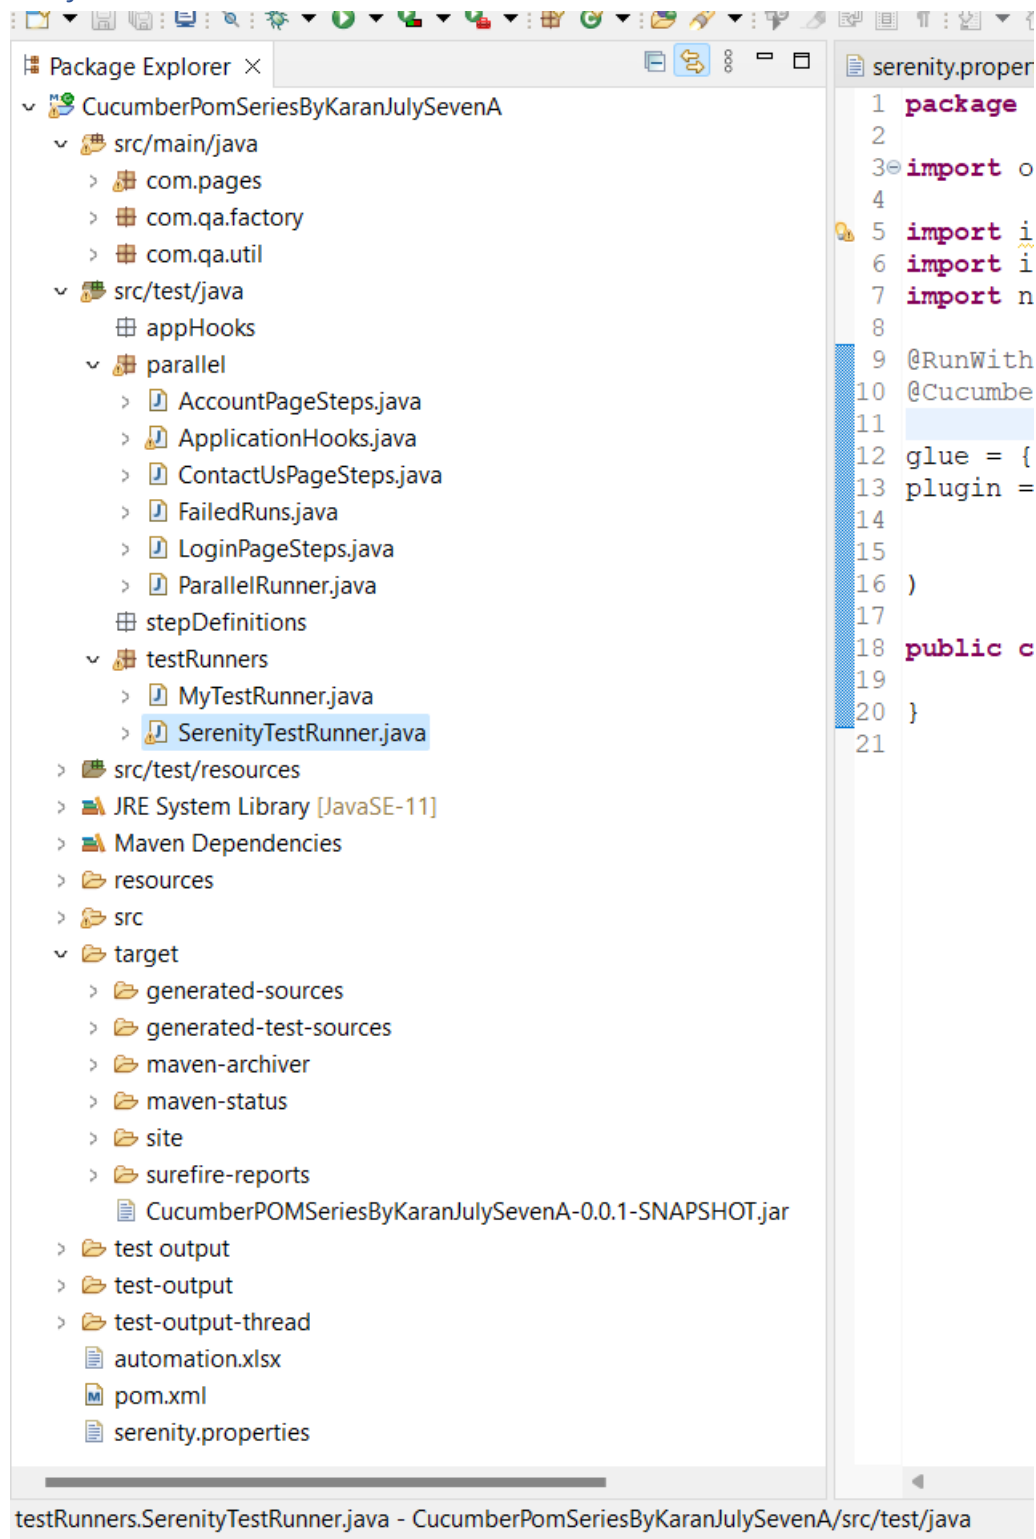 Package Explorer
CucumberPomSeriesByKaranJulySevenA
src/main/java
com.pages
com.qa.factory
com.qa.util
src/test/java
appHooks
parallel
AccountPageSteps.java
ApplicationHooks.java
ContactUsPageSteps.java
FailedRuns.java
LoginPageSteps.java
ParallelRunner.java
stepDefinitions
testRunners
MyTestRunner.java
SerenityTestRunner.java
src/test/resources
JRE System Library [JavaSE-11]
Maven Dependencies
resources
src
target
generated-sources
generated-test-sources
maven-archiver
maven-status
site
surefire-reports
CucumberPOMSeriesByKaranJulySevenA-0.0.1-SNAPSHOT.jar
test output
test-output
test-output-thread
automation.xlsx
pom.xml
serenity.properties
serenity.proper
1 package
2
3 import o
4
5 import i
6 import i
7 import n
8
9 @RunWith
10 @Cucumbe
11
12 glue = {
13 plugin =
14
15
16 )
17
18 public c
19
20 }
21
testRunners.SerenityTestRunner.java - CucumberPomSeriesByKaranJulySevenA/src/test/java